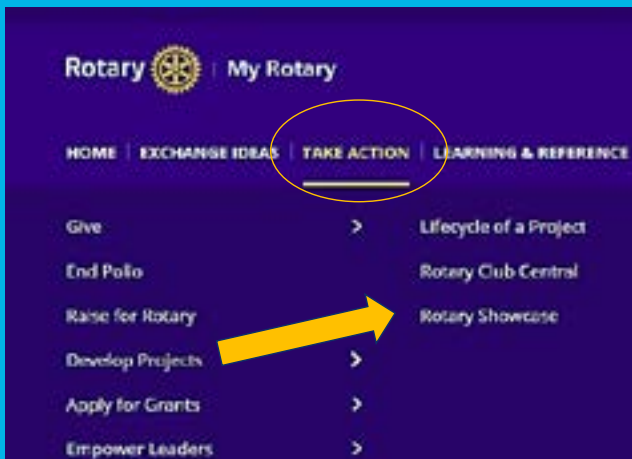 Rotary | My Rotary
HOME | EXCHANGE IDEAS | TAKE ACTION | LEARNING & REFERENCE
Give > Lifecycle of a Project
End Polio Rotary Club Central
Raise for Rotary Rotary Showcase
Develop Projects >
Apply for Grants >
Empower Leaders >